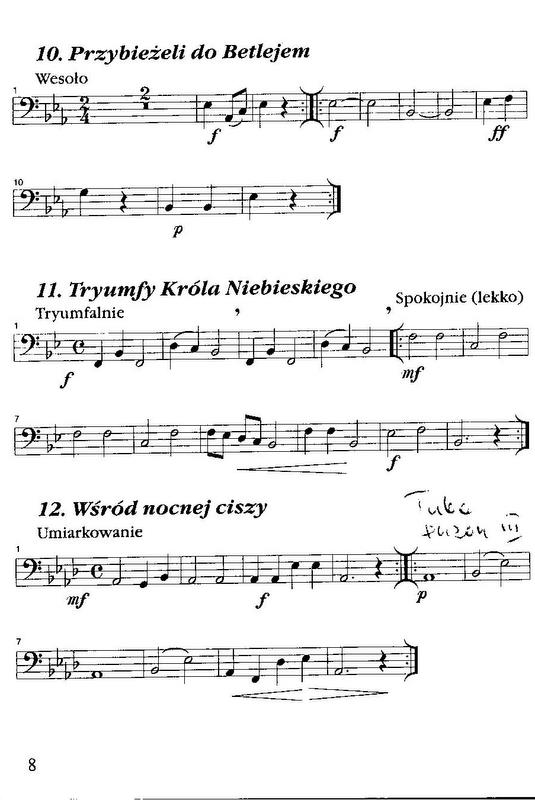 10. Przybieżeli do Betlejem
Wesoło
1
2
4
2
f
f
ff
10
p
11. Tryumfy Króla Niebieskiego
Tryumfalnie
Spokojnie (lekko)
1
f
mf
7
f
12. Wśród nocnej ciszy
Tuba
puzon III
Umiarkowanie
1
mf
f
p
7
8